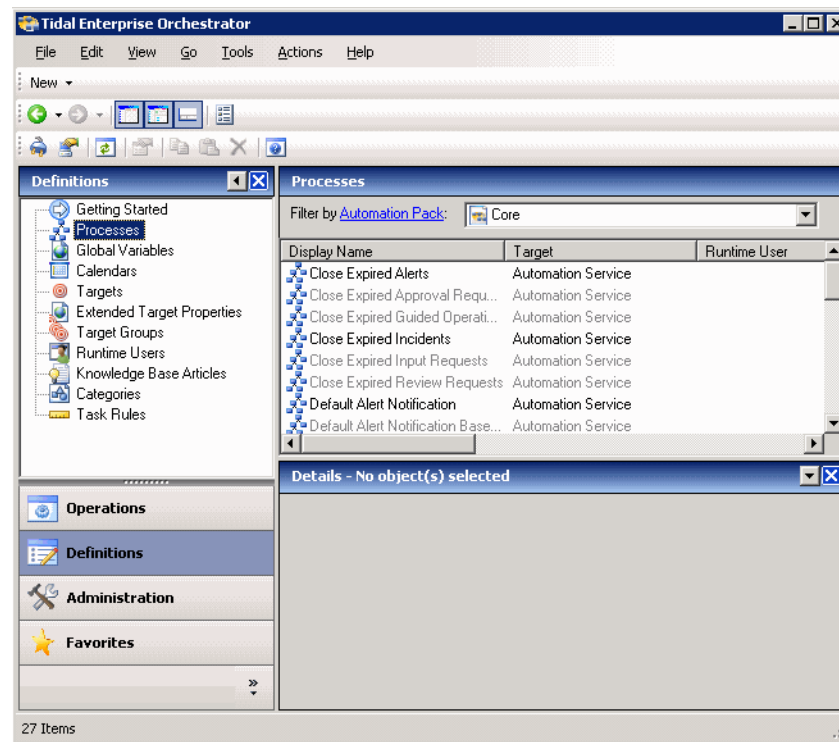 Tidal Enterprise Orchestrator
File Edit View Go Tools Actions Help
New
Definitions
Getting Started
Processes
Global Variables
Calendars
Targets
Extended Target Properties
Target Groups
Runtime Users
Knowledge Base Articles
Categories
Task Rules
Operations
Definitions
Administration
Favorites
Processes
Filter by Automation Pack: Core
Display Name Target Runtime User
Close Expired Alerts Automation Service
Close Expired Approval Requ... Automation Service
Close Expired Guided Operati... Automation Service
Close Expired Incidents Automation Service
Close Expired Input Requests Automation Service
Close Expired Review Requests Automation Service
Default Alert Notification Automation Service
Default Alert Notification Base... Automation Service
Details - No object(s) selected
27 Items